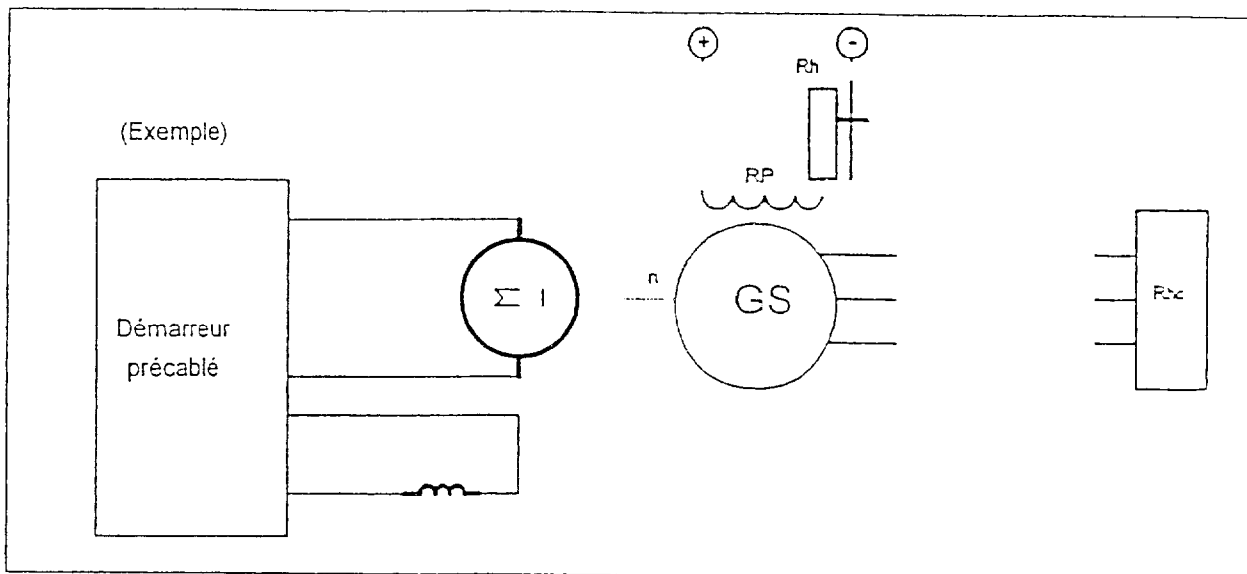 +
-
Rh
(Exemple)
RP
n
GS
Démarreur
précablé